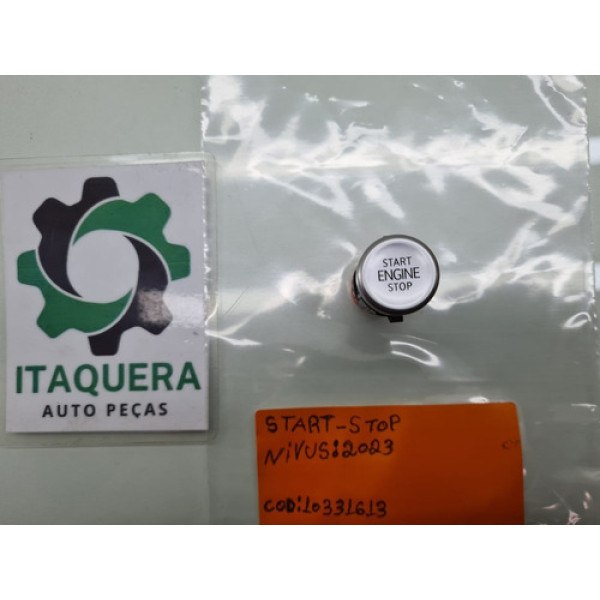 ITAQUERA
AUTO PEÇAS
START
ENGINE
STOP
START-STOP
NiVUS:2023
COD:10331613